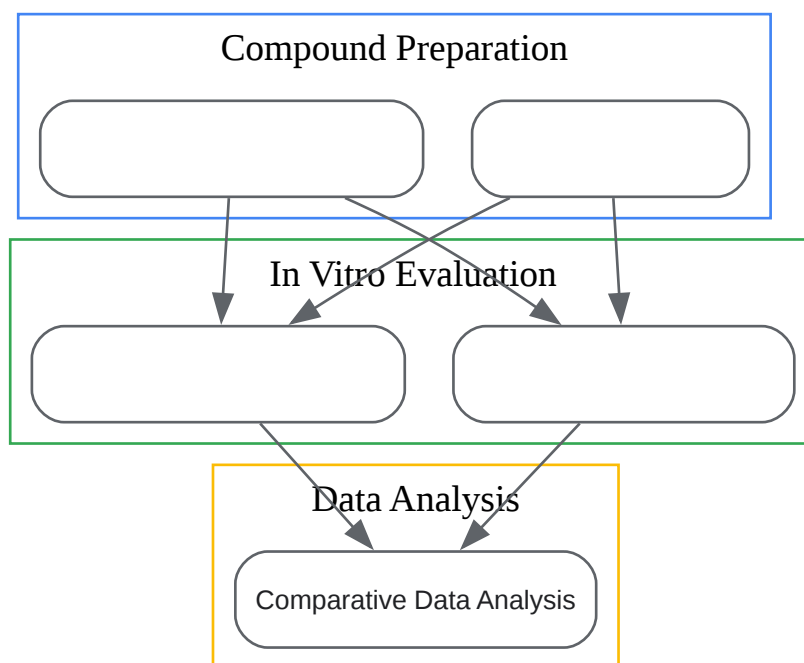 Compound Preparation
In Vitro Evaluation
Data Analysis
Comparative Data Analysis